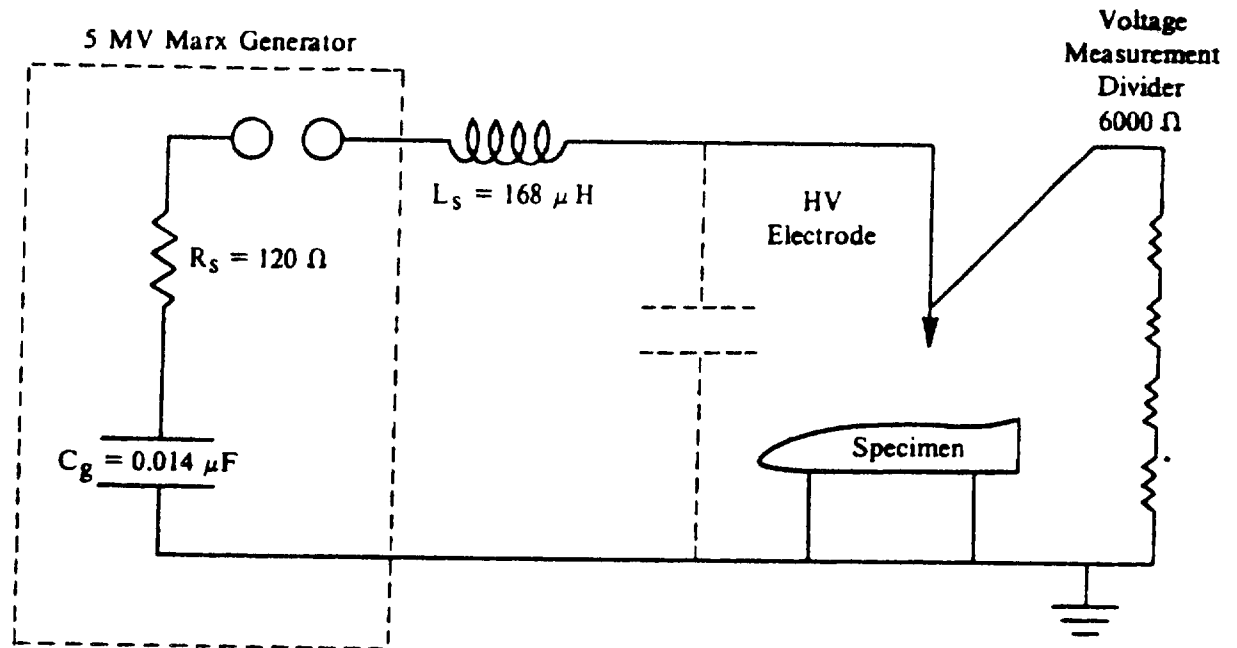 5 MV Marx Generator
Voltage
Measurement
Divider
6000 Ω
L_s = 168 μ H
HV
Electrode
R_s = 120 Ω
C_g = 0.014 μF
Specimen